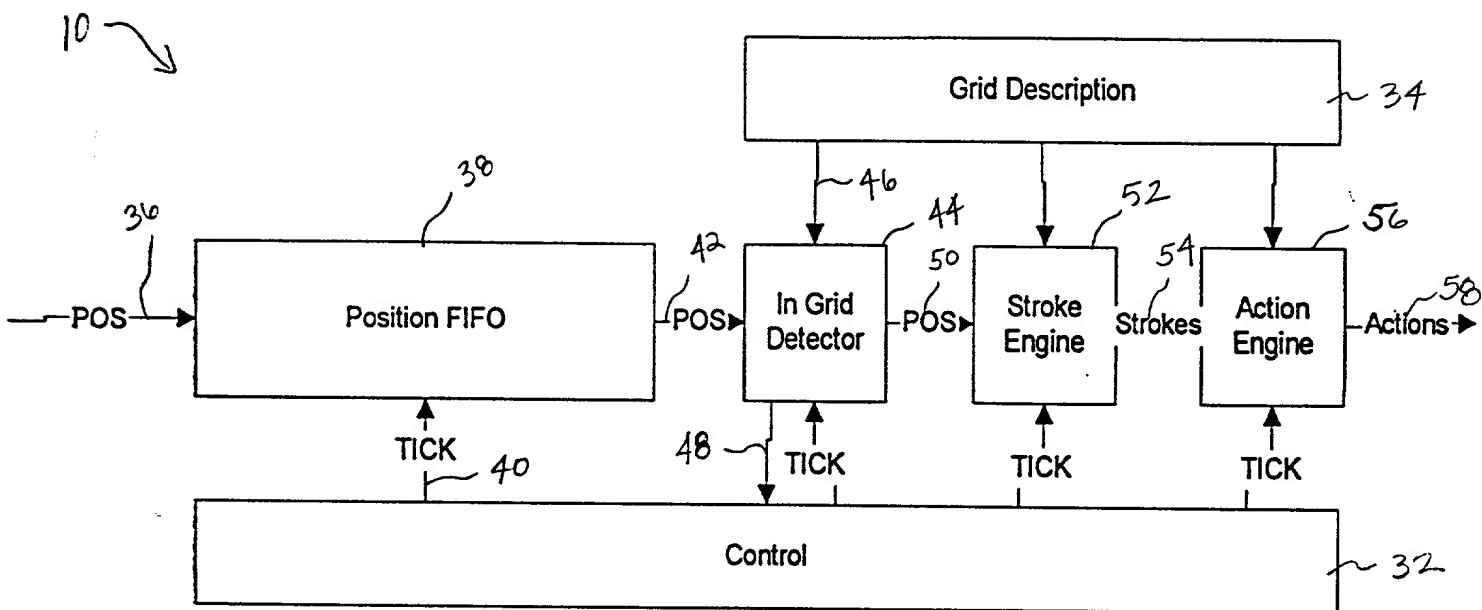 10
Grid Description
34
38
46
36
42
44
50
52
54
56
58
POS
Position FIFO
POS
In Grid
Detector
POS
Stroke
Engine
Strokes
Action
Engine
Actions
TICK
40
48
TICK
TICK
TICK
Control
32